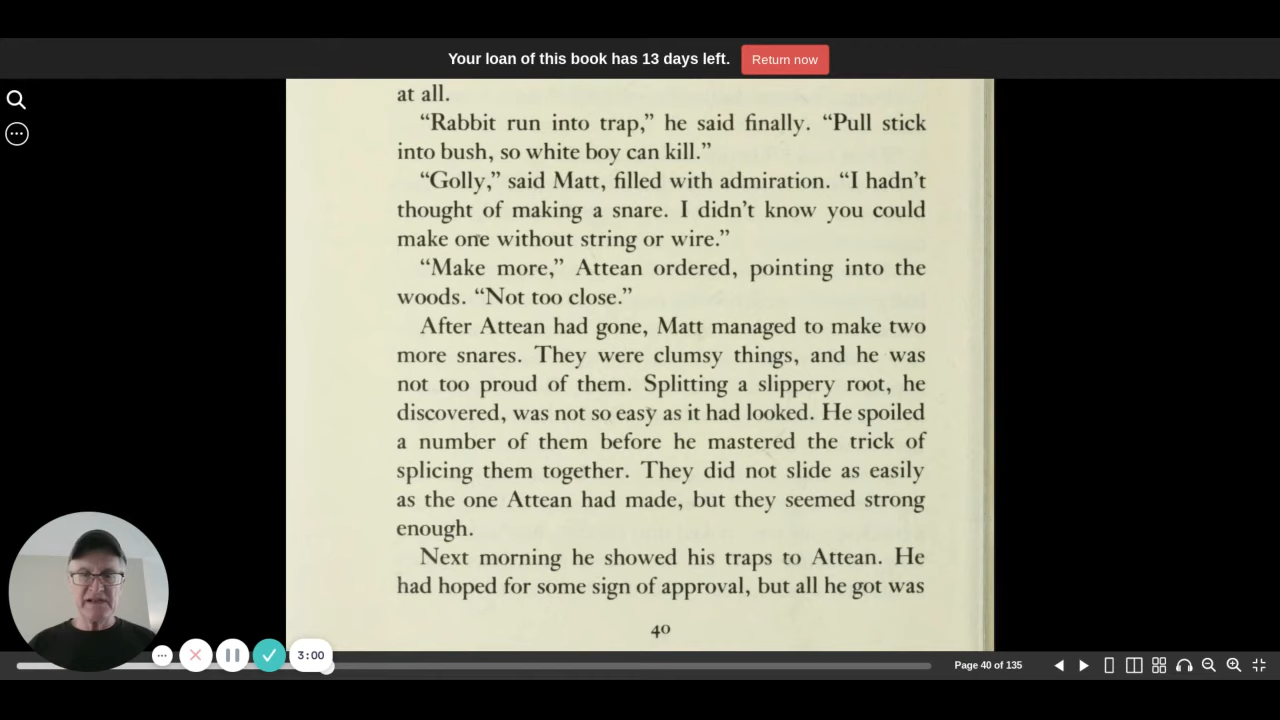 Your loan of this book has 13 days left.
Return now
at all.
“Rabbit run into trap,” he said finally. “Pull stick
into bush, so white boy can kill.”
“Golly,” said Matt, filled with admiration. “I hadn’t
thought of making a snare. I didn’t know you could
make one without string or wire.”
“Make more,” Attean ordered, pointing into the
woods. “Not too close.”
After Attean had gone, Matt managed to make two
more snares. They were clumsy things, and he was
not too proud of them. Splitting a slippery root, he
discovered, was not so easy as it had looked. He spoiled
a number of them before he mastered the trick of
splicing them together. They did not slide as easily
as the one Attean had made, but they seemed strong
enough.
Next morning he showed his traps to Attean. He
had hoped for some sign of approval, but all he got was
40
3:00
Page 40 of 135